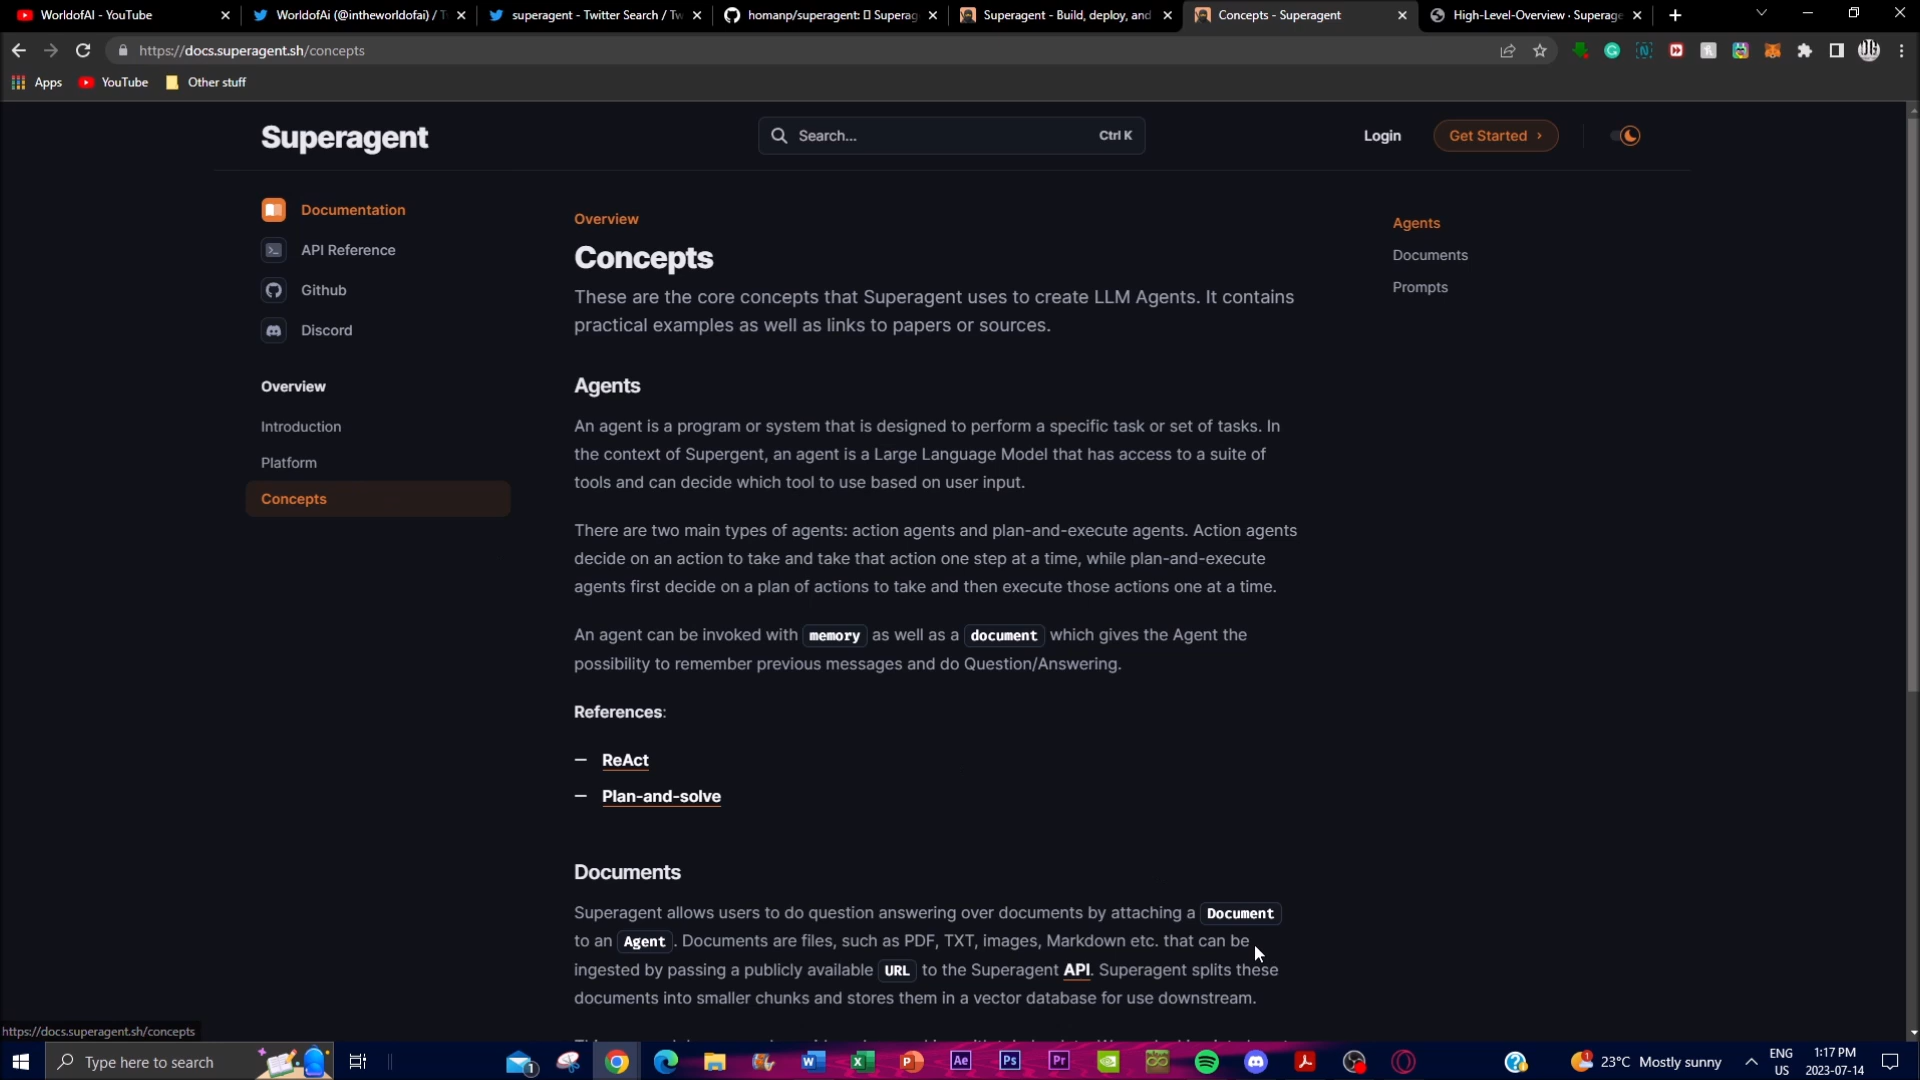 WorldofAI - YouTube
WorldofAi (@intheworldofai) / T
superagent - Twitter Search / Tw
homanp/superagent: Superag
Superagent - Build, deploy, and
Concepts - Superagent
High-Level-Overview · Superage
https://docs.superagent.sh/concepts
Apps
YouTube
Other stuff
Superagent
Search...
Ctrl K
Login
Get Started ›
Documentation
API Reference
Github
Discord
Overview
Introduction
Platform
Concepts
Overview
Concepts
These are the core concepts that Superagent uses to create LLM Agents. It contains
practical examples as well as links to papers or sources.
Agents
An agent is a program or system that is designed to perform a specific task or set of tasks. In
the context of Supergent, an agent is a Large Language Model that has access to a suite of
tools and can decide which tool to use based on user input.
There are two main types of agents: action agents and plan-and-execute agents. Action agents
decide on an action to take and take that action one step at a time, while plan-and-execute
agents first decide on a plan of actions to take and then execute those actions one at a time.
An agent can be invoked with memory as well as a document which gives the Agent the
possibility to remember previous messages and do Question/Answering.
References:
— ReAct
— Plan-and-solve
Documents
Superagent allows users to do question answering over documents by attaching a Document
to an Agent. Documents are files, such as PDF, TXT, images, Markdown etc. that can be
ingested by passing a publicly available URL to the Superagent API. Superagent splits these
documents into smaller chunks and stores them in a vector database for use downstream.
Agents
Documents
Prompts
https://docs.superagent.sh/concepts
Type here to search
23°C Mostly sunny
ENG
US
1:17 PM
2023-07-14